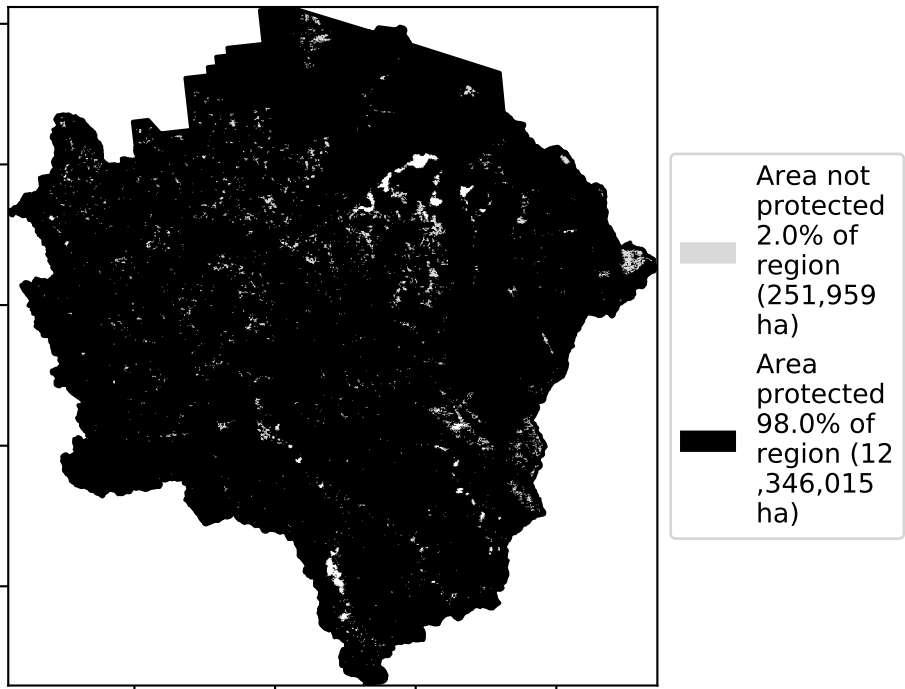 Area not
protected
2.0% of
region
(251,959
ha)
Area
protected
98.0% of
region (12
,346,015
ha)